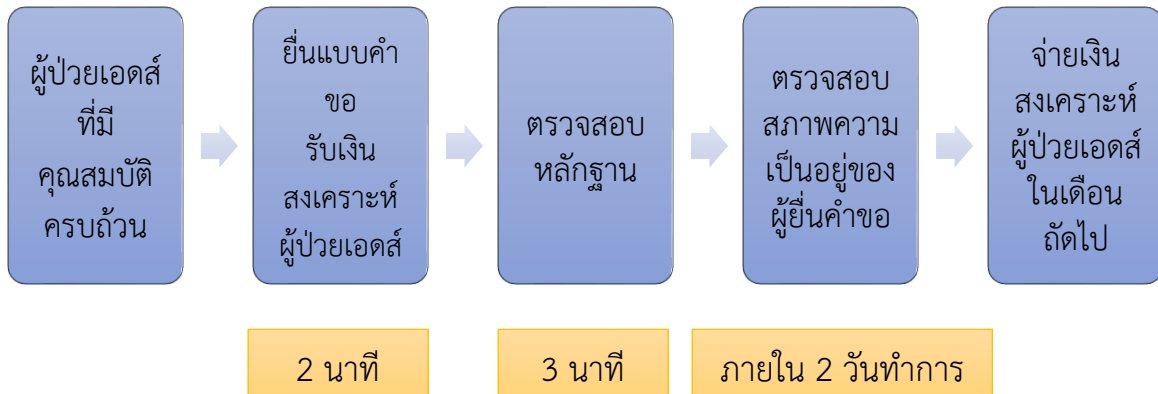 ผู้ป่วยเอดส์
ที่มี
คุณสมบัติ
ครบถ้วน
ยื่นแบบคำ
ขอ
รับเงิน
สงเคราะห์
ผู้ป่วยเอดส์
ตรวจสอบ
หลักฐาน
ตรวจสอบ
สภาพความ
เป็นอยู่ของ
ผู้ยื่นคำขอ
จ่ายเงิน
สงเคราะห์
ผู้ป่วยเอดส์
ในเดือน
ถัดไป
2 นาที
3 นาที
ภายใน 2 วันทำการ